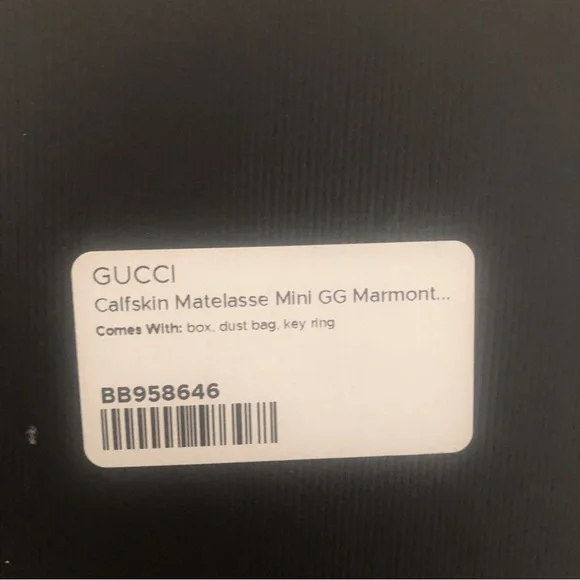 GUCCI
Calfskin Matelasse Mini GG Marmont...
Comes With: box, dust bag, key ring
BB958646